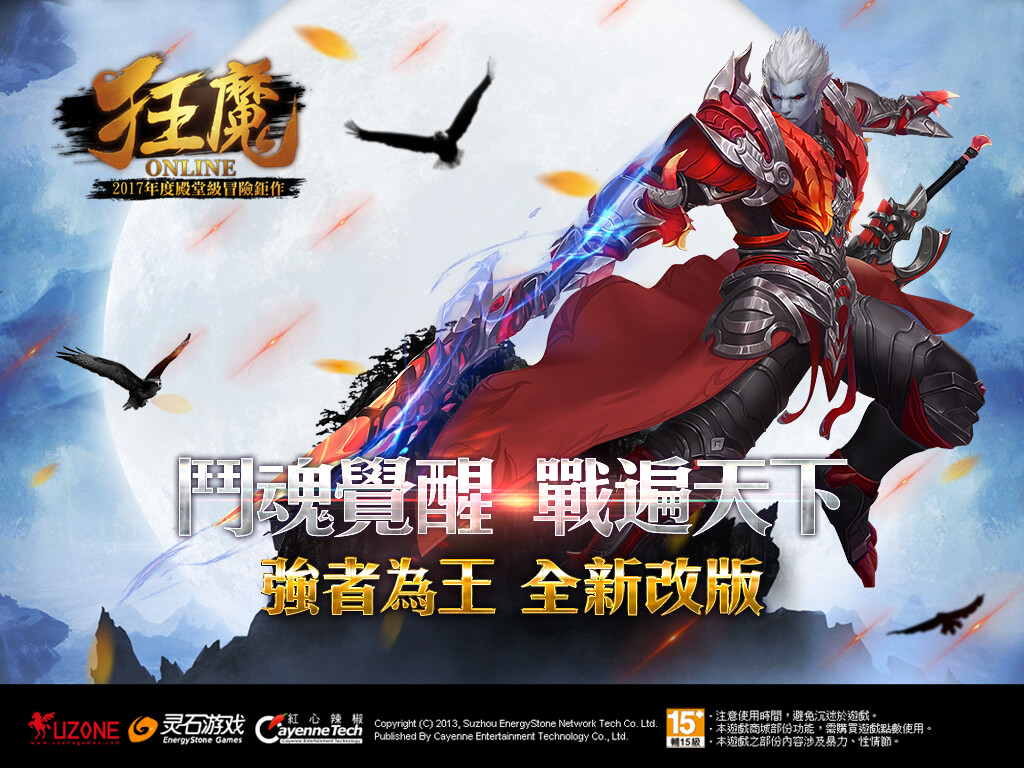 狂魔
ONLINE
2017年度殿堂級冒險鉅作
鬥魂覺醒 戰遍天下
強者為王 全新改版
UZONE
灵石游戏
EnergyStone Games
紅心辣椒
CayenneTech
Cayenne Entertainment Technology
Copyright (C) 2013, Suzhou EnergyStone Network Tech Co. Ltd.
Published By Cayenne Entertainment Technology Co., Ltd.
15+
輔15級
・注意使用時間，避免沉迷於遊戲。
・本遊戲商城部份功能，需購買遊戲點數使用。
・本遊戲之部份內容涉及暴力、性情節。